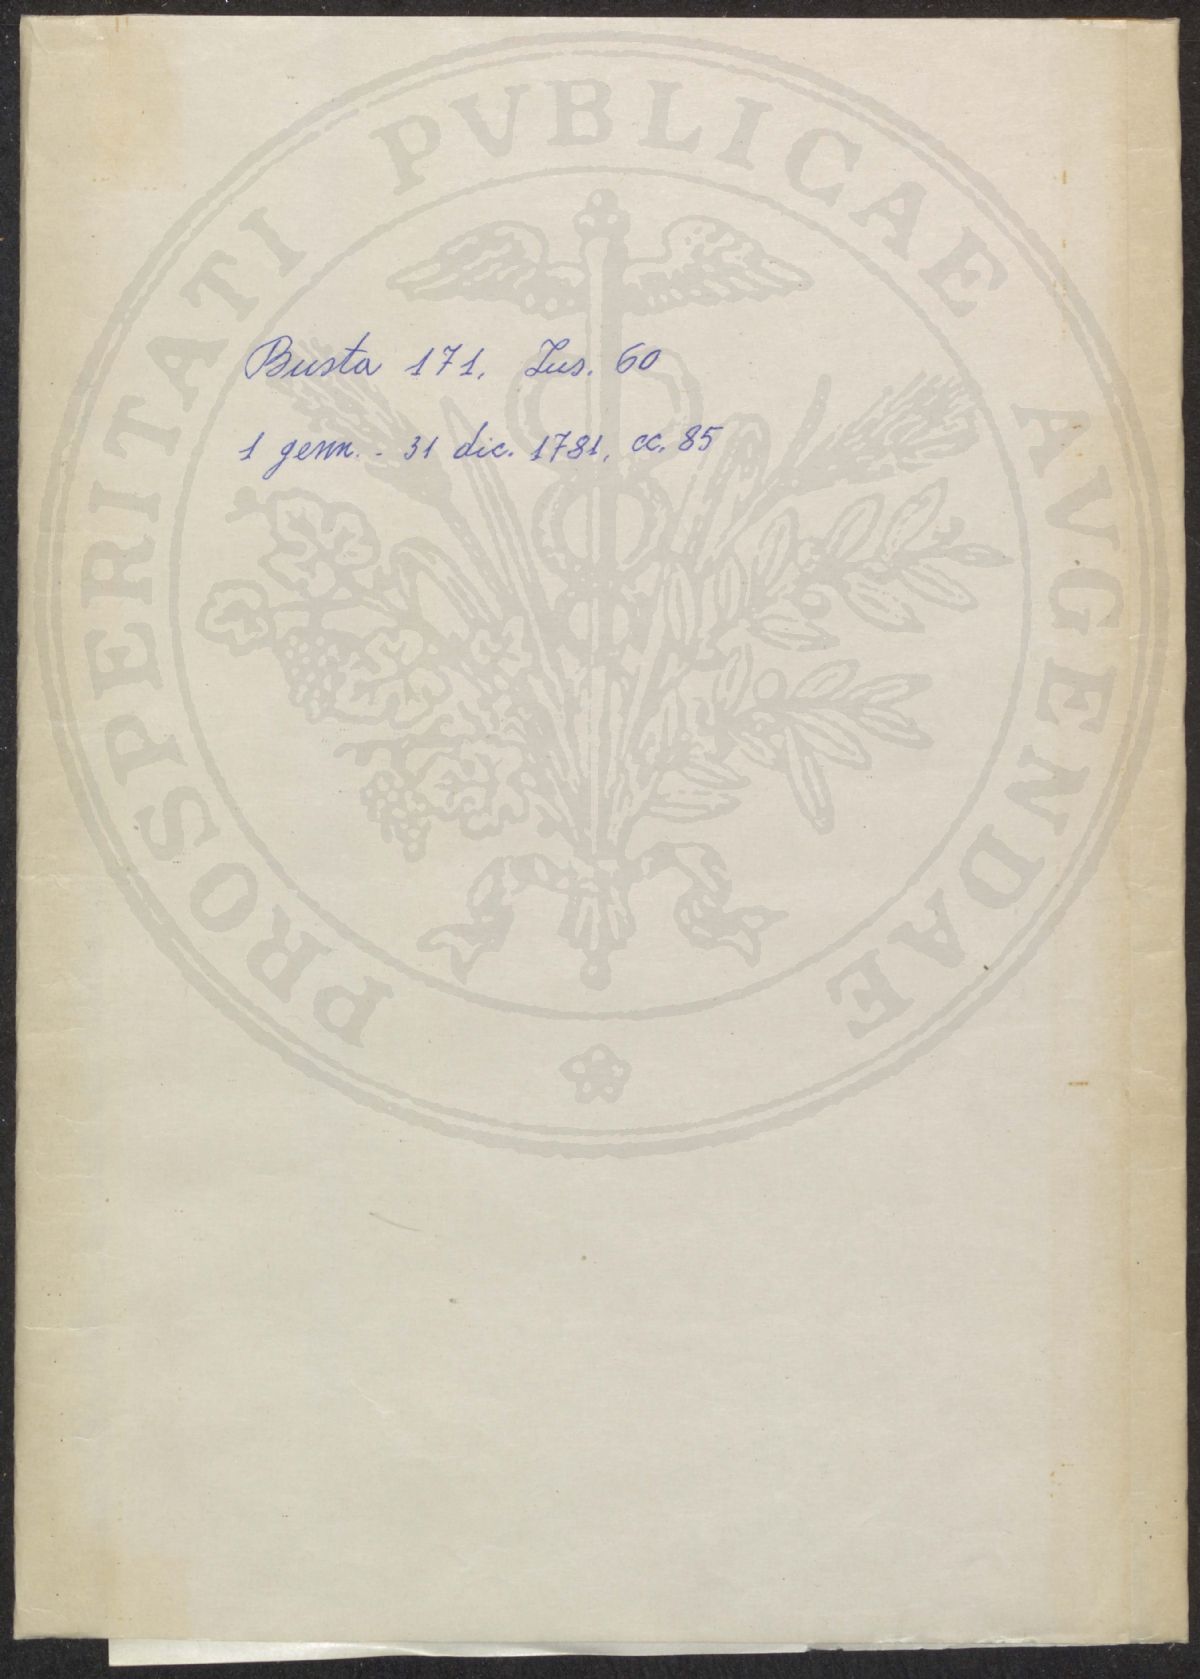 PROSPERITATI PVBLICAE AVGENDAE
Busta 171, Ins. 60
1 genn. - 31 dic. 1781, cc. 85